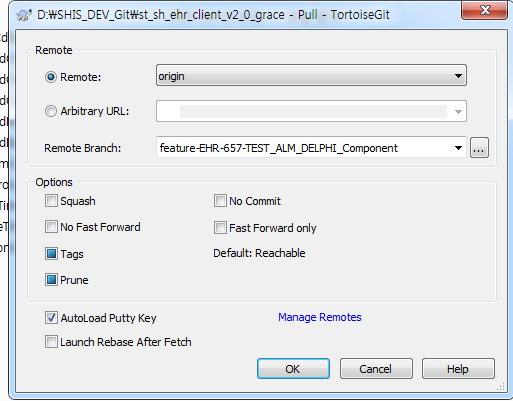 D:₩SHIS_DEV_Git₩st_sh_ehr_client_v2_0_grace - Pull - TortoiseGit
Remote
Remote:
origin
Arbitrary URL:
Remote Branch:
feature-EHR-657-TEST_ALM_DELPHI_Component
...
Options
Squash
No Commit
No Fast Forward
Fast Forward only
Tags
Default: Reachable
Prune
AutoLoad Putty Key
Manage Remotes
Launch Rebase After Fetch
OK
Cancel
Help